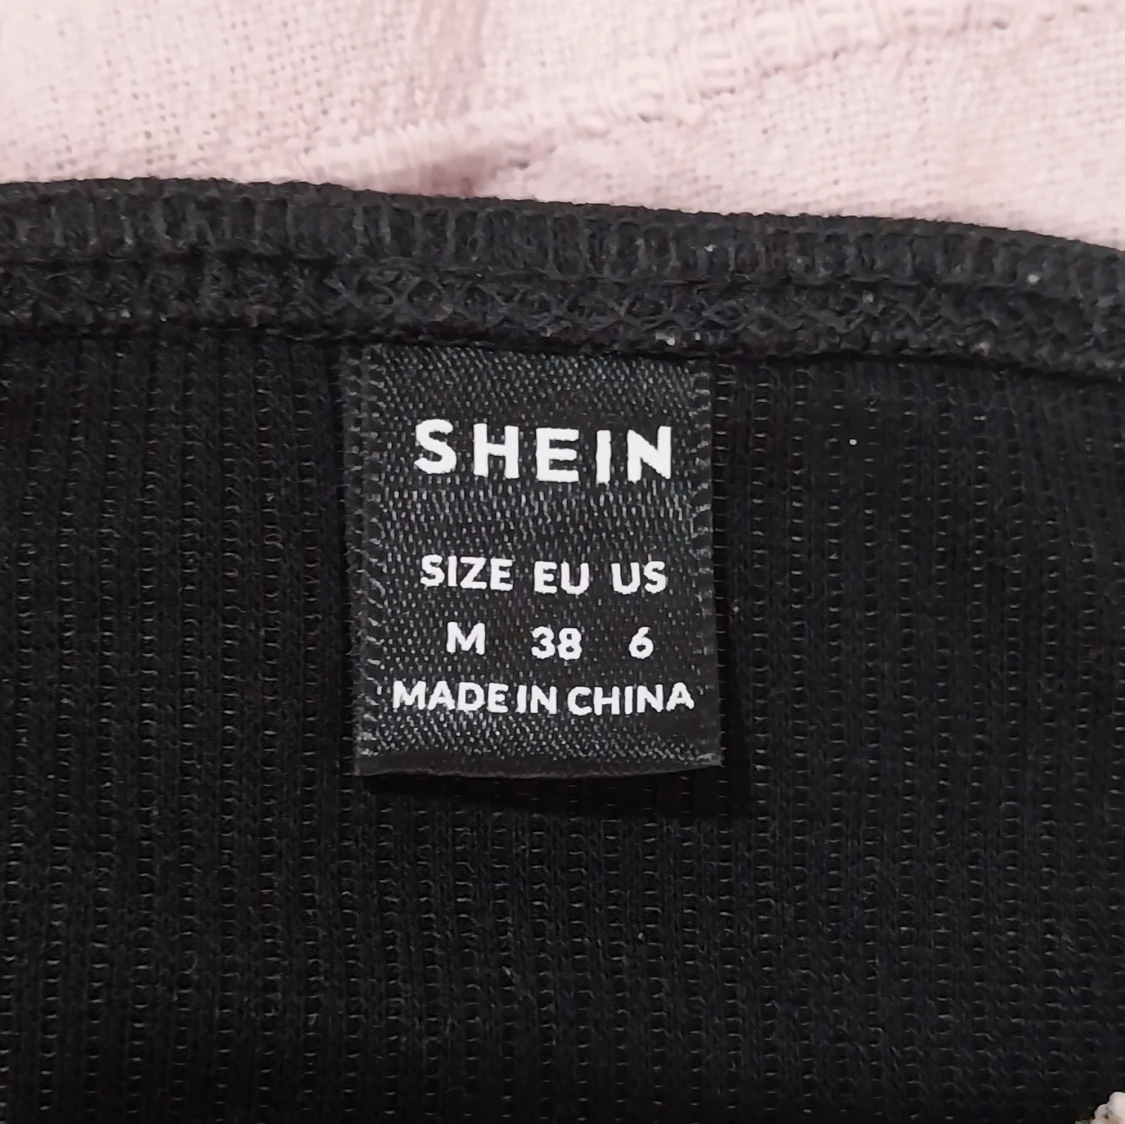 SHEIN
SIZE EU US
M 38 6
MADE IN CHINA